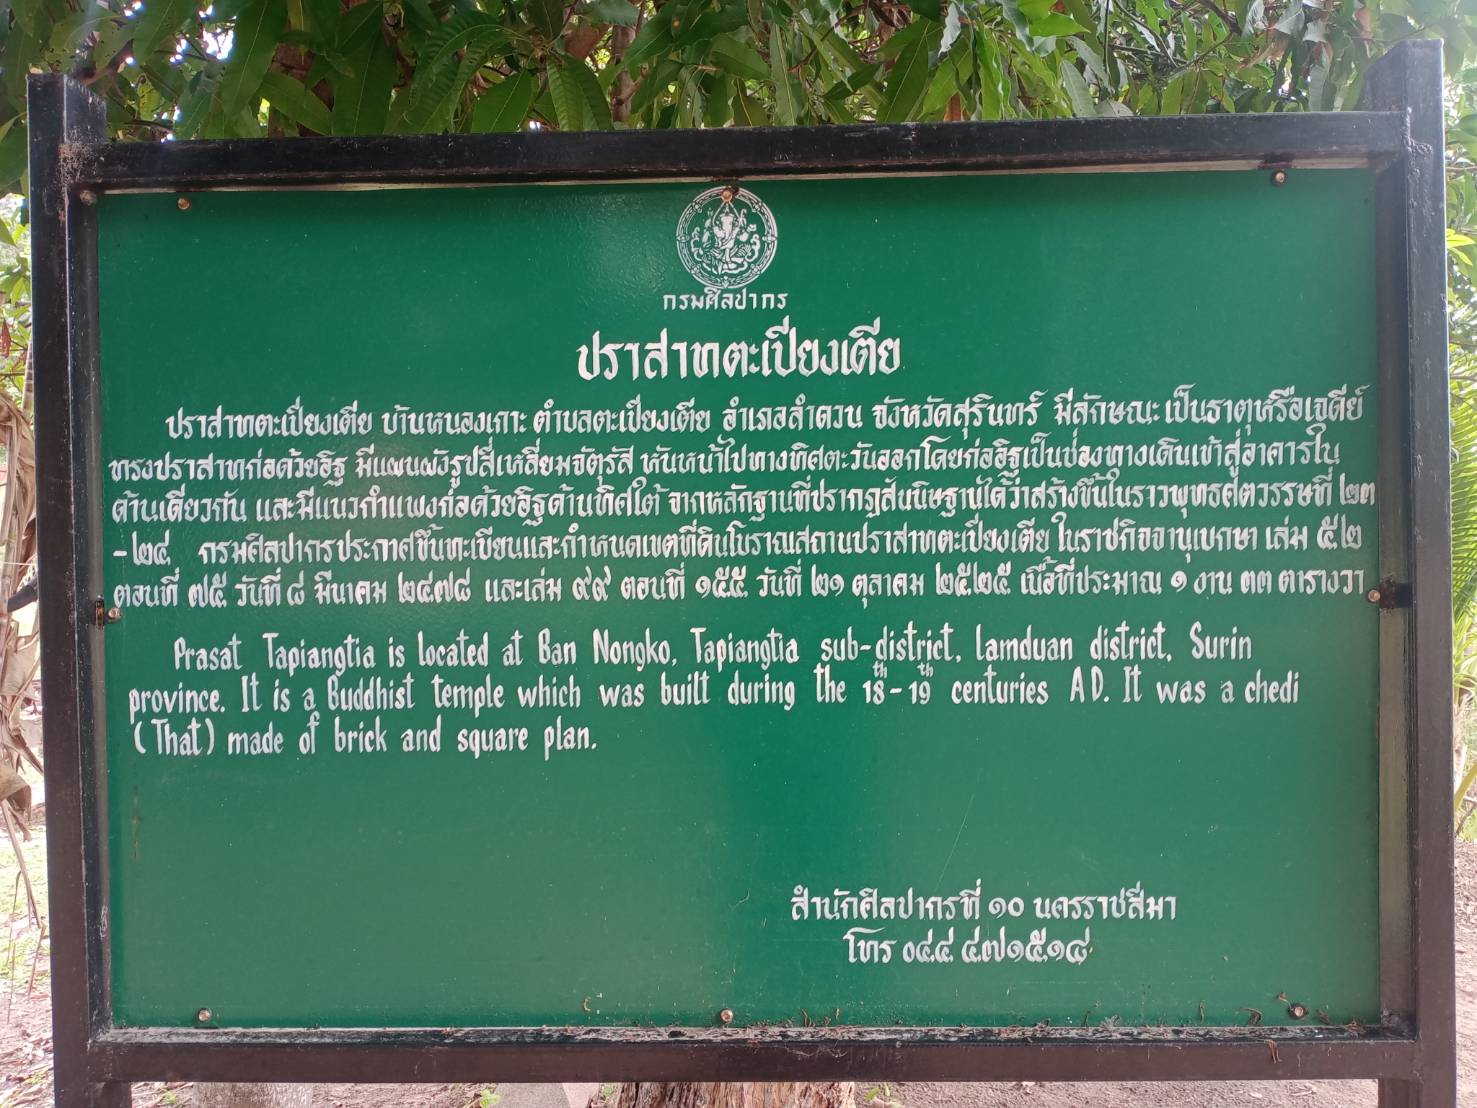 กรมศิลปากร
ปราสาทตะเปียงเตีย
ปราสาทตะเปียงเตีย บ้านหนองเกาะ ตำบลตะเปียงเตีย อำเภอลำดวน จังหวัดสุรินทร์ มีลักษณะเป็นธาตุหรือเจดีย์
ทรงปราสาทก่อด้วยอิฐ มีแผนผังรูปสี่เหลี่ยมจัตุรัส หันหน้าไปทางทิศตะวันออกโดยก่ออิฐเป็นช่องทางเดินเข้าสู่อาคารใน
ด้านเดียวกัน และมีแนวกำแพงก่อด้วยอิฐด้านทิศใต้ จากหลักฐานที่ปรากฏสันนิษฐานได้ว่าสร้างขึ้นในราวพุทธศตวรรษที่ ๒๓
-๒๔ กรมศิลปากรประกาศขึ้นทะเบียนและกำหนดเขตที่ดินโบราณสถานปราสาทตะเปียงเตีย ในราชกิจจานุเบกษา เล่ม ๕๒
ตอนที่ ๗๕ วันที่ ๘ มีนาคม ๒๔๗๘ และเล่ม ๙๙ ตอนที่ ๑๕๕ วันที่ ๒๑ ตุลาคม ๒๕๒๕ เนื้อที่ประมาณ ๑ งาน ๓๓ ตารางวา
Prasat Tapiangtia is located at Ban Nongko, Tapiangtia sub-district, Lamduan district, Surin
province. It is a Buddhist temple which was built during the 18th-19th centuries AD. It was a chedi
(That) made of brick and square plan.
สำนักศิลปากรที่ ๑๐ นครราชสีมา
โทร ๐๔๔ ๔๗๑๕๑๘